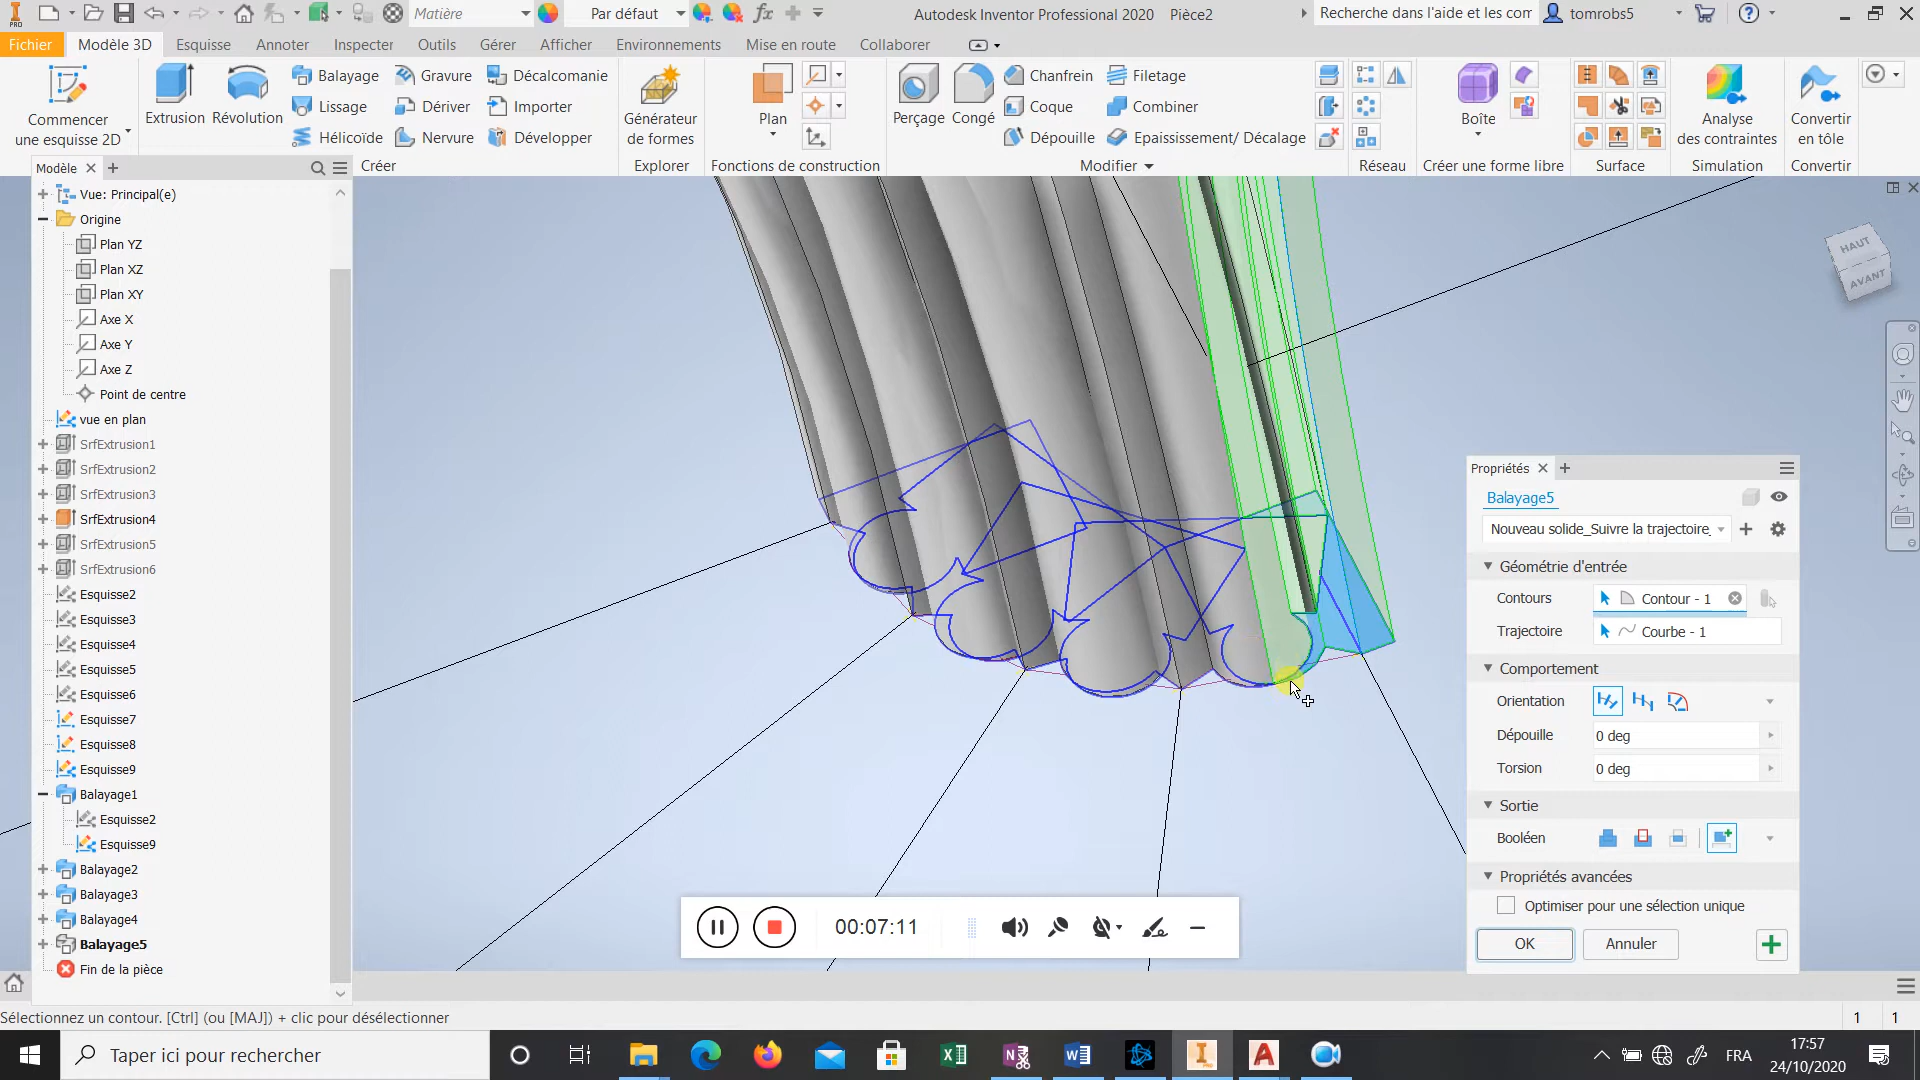 PRO
Matière
Par défaut
fx
Autodesk Inventor Professional 2020 Pièce2
Recherche dans l'aide et les com
tomrobs5
Fichier
Modèle 3D
Esquisse
Annoter
Inspecter
Outils
Gérer
Afficher
Environnements
Mise en route
Collaborer
Commencer
une esquisse 2D
Extrusion
Révolution
Balayage
Lissage
Hélicoïde
Gravure
Dériver
Nervure
Décalcomanie
Importer
Développer
Créer
Générateur
de formes
Explorer
Plan
Fonctions de construction
Perçage
Congé
Chanfrein
Coque
Dépouille
Filetage
Combiner
Epaississement/ Décalage
Modifier
Réseau
Boîte
Créer une forme libre
Surface
Analyse
des contraintes
Simulation
Convertir
en tôle
Convertir
Modèle
Vue: Principal(e)
Origine
Plan YZ
Plan XZ
Plan XY
Axe X
Axe Y
Axe Z
Point de centre
vue en plan
SrfExtrusion1
SrfExtrusion2
SrfExtrusion3
SrfExtrusion4
SrfExtrusion5
SrfExtrusion6
Esquisse2
Esquisse3
Esquisse4
Esquisse5
Esquisse6
Esquisse7
Esquisse8
Esquisse9
Balayage1
Esquisse2
Esquisse9
Balayage2
Balayage3
Balayage4
Balayage5
Fin de la pièce
HAUT
AVANT
Propriétés
Balayage5
Nouveau solide_Suivre la trajectoire_
Géométrie d'entrée
Contours
Contour - 1
Trajectoire
Courbe - 1
Comportement
Orientation
Dépouille
0 deg
Torsion
0 deg
Sortie
Booléen
Propriétés avancées
Optimiser pour une sélection unique
OK
Annuler
00:07:11
Sélectionnez un contour. [Ctrl] (ou [MAJ]) + clic pour désélectionner
1
1
Taper ici pour rechercher
FRA
17:57
24/10/2020